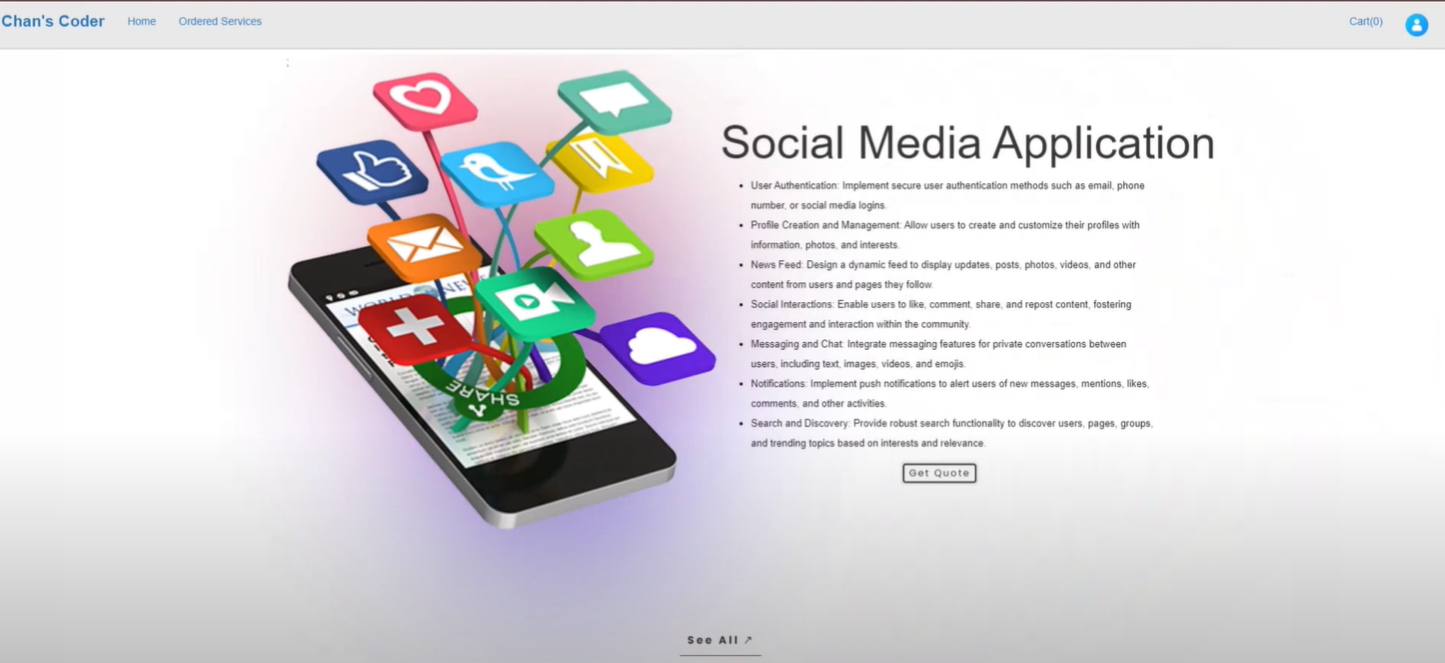 Chan's Coder Home Ordered Services Cart(0)
;
Social Media Application
User Authentication: Implement secure user authentication methods such as email, phone
number, or social media logins.
Profile Creation and Management: Allow users to create and customize their profiles with
information, photos, and interests.
News Feed: Design a dynamic feed to display updates, posts, photos, videos, and other
content from users and pages they follow.
Social Interactions: Enable users to like, comment, share, and repost content, fostering
engagement and interaction within the community.
Messaging and Chat: Integrate messaging features for private conversations between
users, including text, images, videos, and emojis.
Notifications: Implement push notifications to alert users of new messages, mentions, likes,
comments, and other activities.
Search and Discovery: Provide robust search functionality to discover users, pages, groups,
and trending topics based on interests and relevance.
Get Quote
WORLD NEWS
SHARE
See All ↗